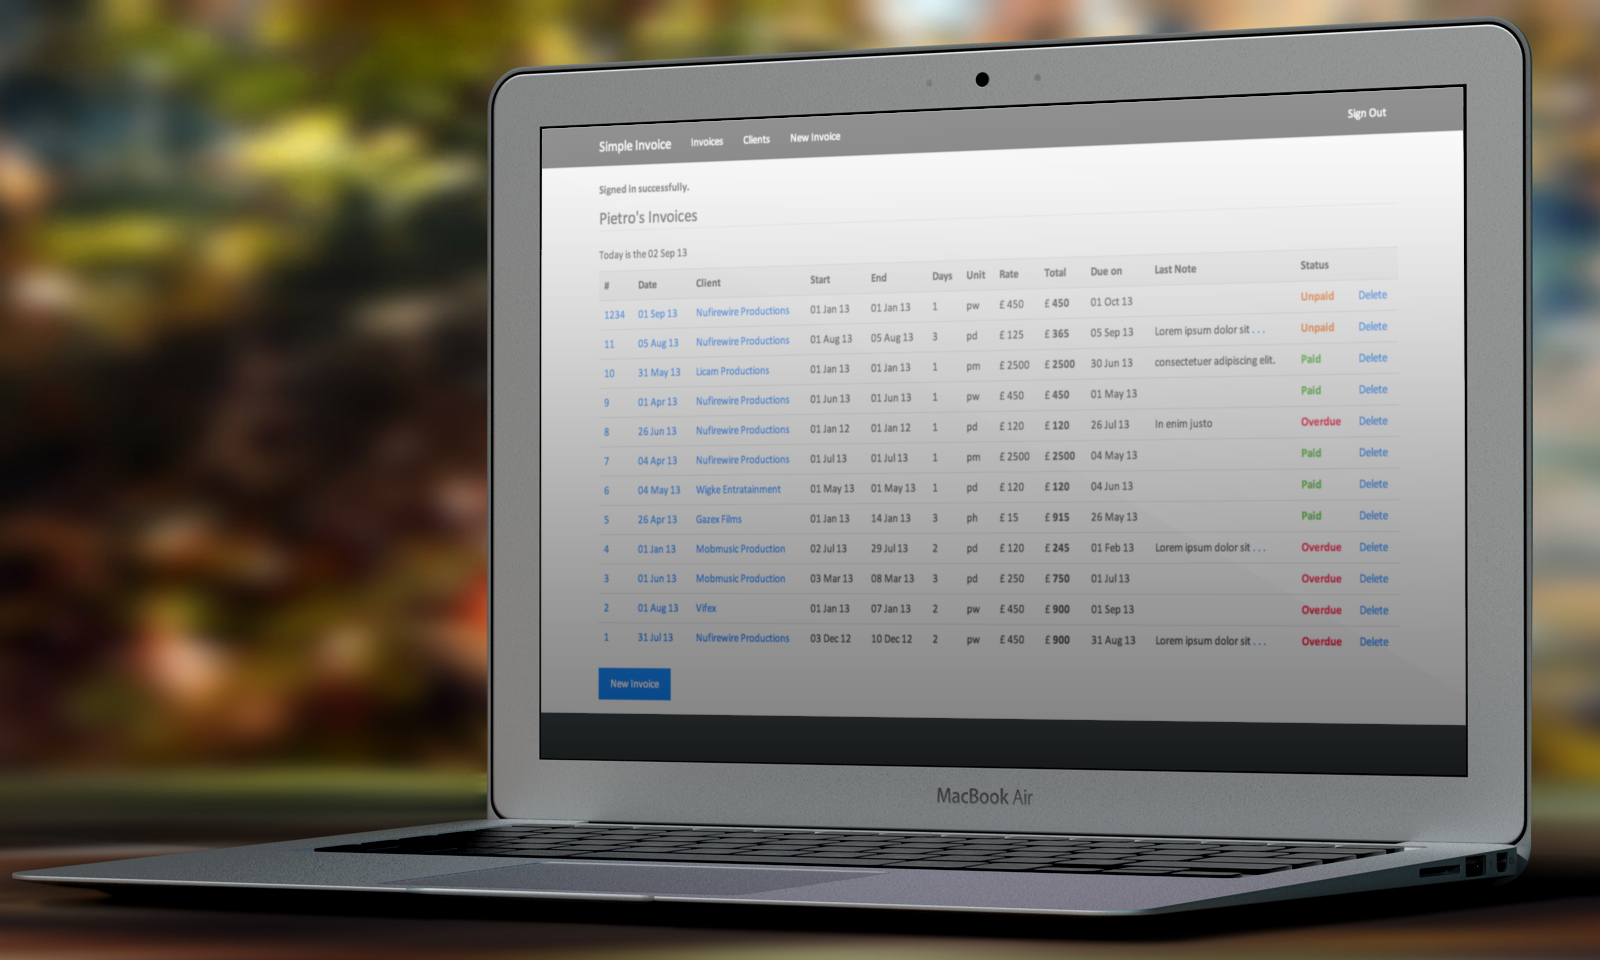 Simple Invoice Invoices Clients New Invoice Sign Out
Signed in successfully.
Pietro's Invoices
Today is the 02 Sep 13
# Date Client Start End Days Unit Rate Total Due on Last Note Status
1234 01 Sep 13 Nufirewire Productions 01 Jan 13 01 Jan 13 1 pw £ 450 £ 450 01 Oct 13 Unpaid Delete
11 05 Aug 13 Nufirewire Productions 01 Aug 13 05 Aug 13 3 pd £ 125 £ 365 05 Sep 13 Lorem ipsum dolor sit . . . Unpaid Delete
10 31 May 13 Licam Productions 01 Jan 13 01 Jan 13 1 pm £ 2500 £ 2500 30 Jun 13 consectetuer adipiscing elit. Paid Delete
9 01 Apr 13 Nufirewire Productions 01 Jun 13 01 Jun 13 1 pw £ 450 £ 450 01 May 13 Paid Delete
8 26 Jun 13 Nufirewire Productions 01 Jan 12 01 Jan 12 1 pd £ 120 £ 120 26 Jul 13 In enim justo Overdue Delete
7 04 Apr 13 Nufirewire Productions 01 Jul 13 01 Jul 13 1 pm £ 2500 £ 2500 04 May 13 Paid Delete
6 04 May 13 Wigke Entratainment 01 May 13 01 May 13 1 pd £ 120 £ 120 04 Jun 13 Paid Delete
5 26 Apr 13 Gazex Films 01 Jan 13 14 Jan 13 3 ph £ 15 £ 915 26 May 13 Paid Delete
4 01 Jan 13 Mobmusic Production 02 Jul 13 29 Jul 13 2 pd £ 120 £ 245 01 Feb 13 Lorem ipsum dolor sit . . . Overdue Delete
3 01 Jun 13 Mobmusic Production 03 Mar 13 08 Mar 13 3 pd £ 250 £ 750 01 Jul 13 Overdue Delete
2 01 Aug 13 Vifex 01 Jan 13 07 Jan 13 2 pw £ 450 £ 900 01 Sep 13 Overdue Delete
1 31 Jul 13 Nufirewire Productions 03 Dec 12 10 Dec 12 2 pw £ 450 £ 900 31 Aug 13 Lorem ipsum dolor sit . . . Overdue Delete
New Invoice
MacBook Air